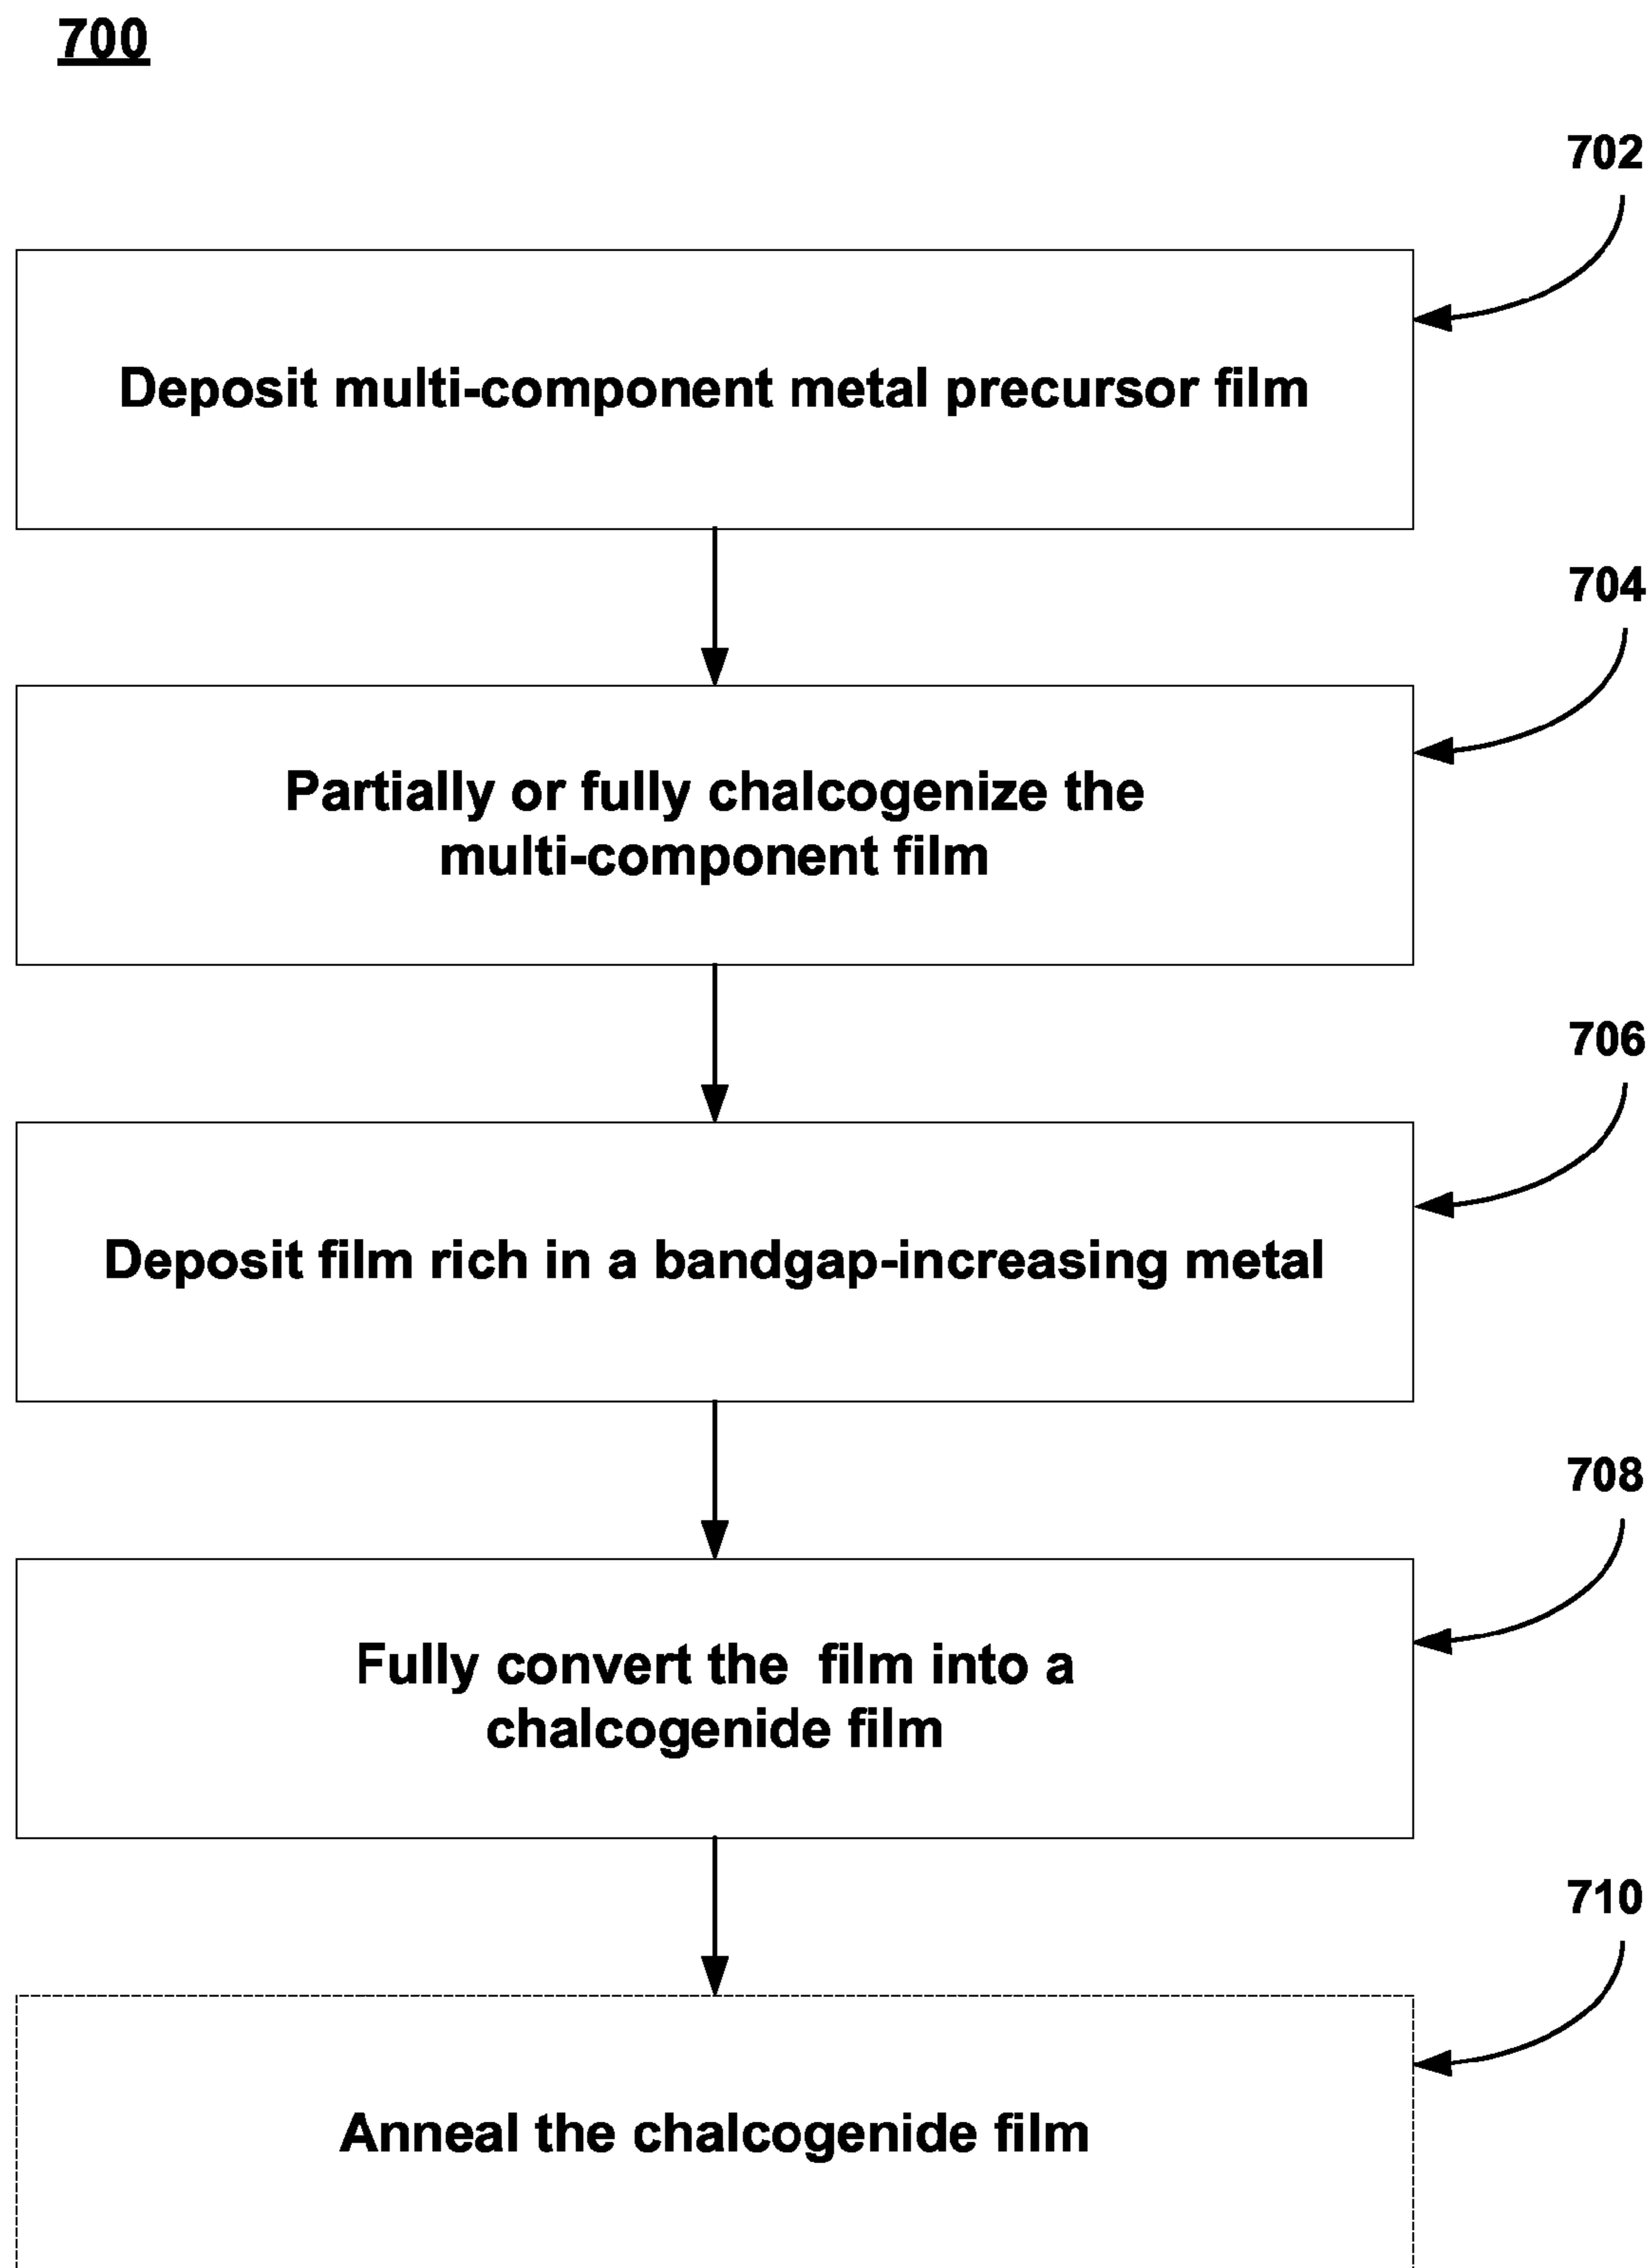 700
702
Deposit multi-component metal precursor film
704
Partially or fully chalcogenize the
multi-component film
706
Deposit film rich in a bandgap-increasing metal
708
Fully convert the  film into a
chalcogenide film
710
Anneal the chalcogenide film